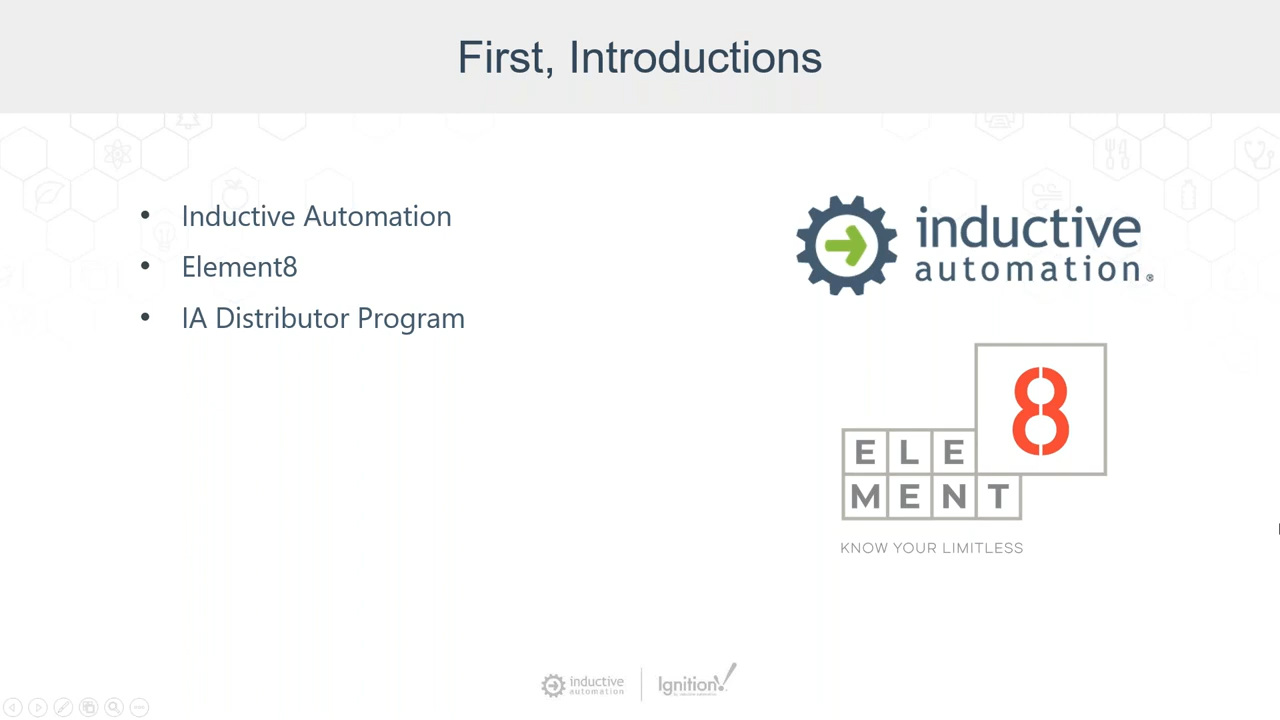 First, Introductions
• Inductive Automation
• Element8
• IA Distributor Program
inductive
automation®
8
ELE
MENT
KNOW YOUR LIMITLESS
inductive
automation
Ignition!